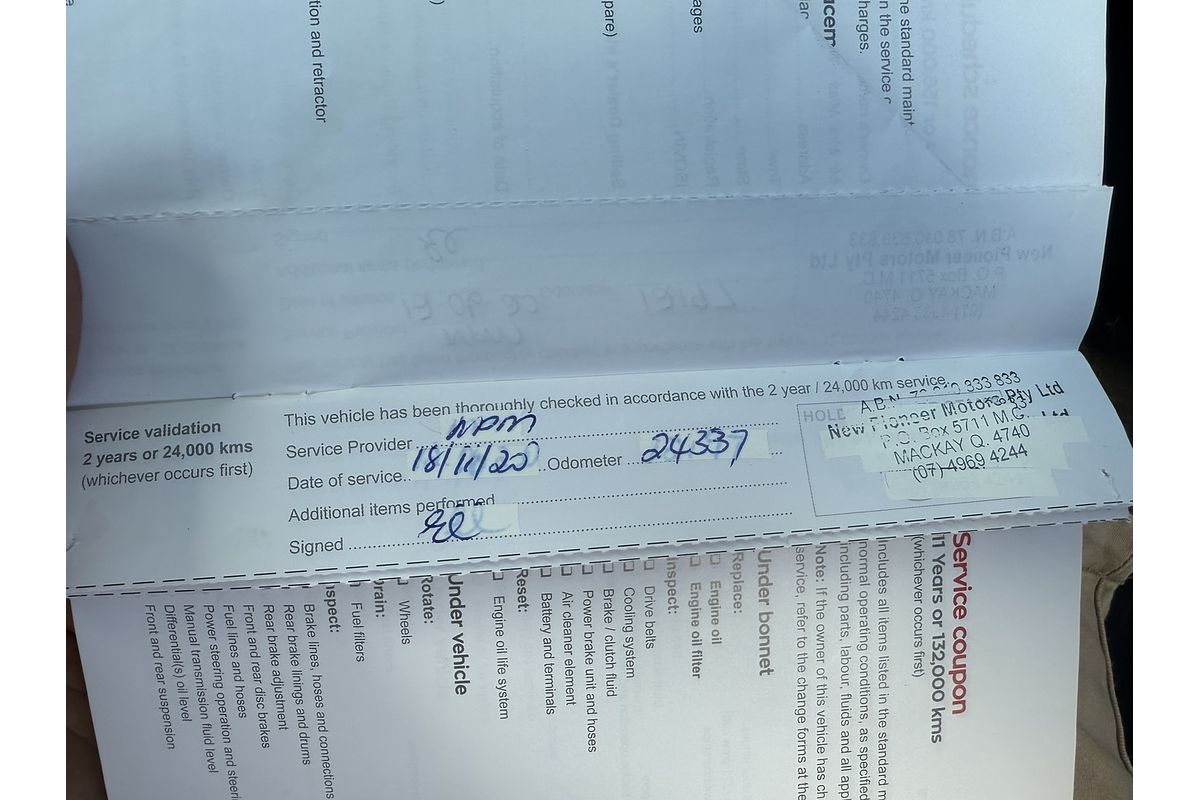 tion and retractor
pare)
ages
acem
harges.
n the service
he standard maint
Service validation
2 years or 24,000 kms
(whichever occurs first)
This vehicle has been thoroughly checked in accordance with the 2 year / 24,000 km service.
Service Provider NPM
Date of service 18/11/20 Odometer 24337
Additional items performed
Signed
HOLD
A.B.N. 333 833
New Pioneer Motors Pty Ltd
P.O. Box 5711 M.C.
MACKAY Q. 4740
(07) 4969 4244
Service coupon
11 Years or 132,000 kms
(whichever occurs first)
Includes all items listed in the standard m
normal operating conditions, as specified
including parts, labour, fluids and all appl
Note: If the owner of this vehicle has ch
service, refer to the change forms at the
Under bonnet
Replace:
Engine oil
Engine oil filter
Inspect:
Drive belts
Cooling system
Brake / clutch fluid
Power brake unit and hoses
Air cleaner element
Battery and terminals
Reset:
Engine oil life system
Under vehicle
Rotate:
Wheels
Drain:
Fuel filters
Inspect:
Brake lines, hoses and connections
Rear brake linings and drums
Rear brake adjustment
Front and rear disc brakes
Fuel lines and hoses
Power steering operation and steeri
Manual transmission fluid level
Differential(s) oil level
Front and rear suspension